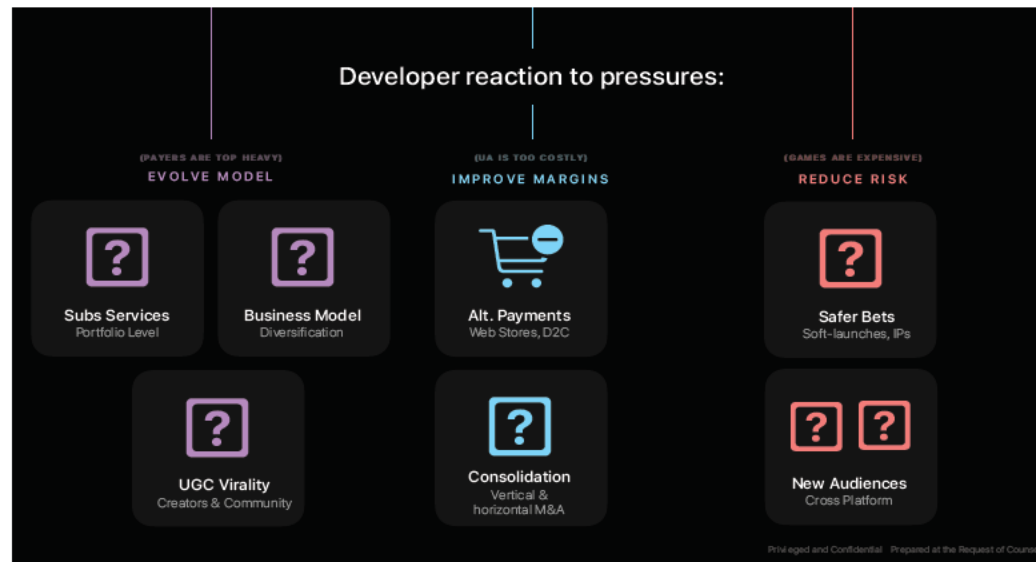 Developer reaction to pressures:
(PAYERS ARE TOP HEAVY)
EVOLVE MODEL
?
Subs Services
Portfolio Level
?
Business Model
Diversification
?
UGC Virality
Creators & Community
(UA IS TOO COSTLY)
IMPROVE MARGINS
Alt. Payments
Web Stores, D2C
?
Consolidation
Vertical &
horizontal M&A
(GAMES ARE EXPENSIVE)
REDUCE RISK
?
Safer Bets
Soft-launches, IPs
? ?
New Audiences
Cross Platform
Privileged and Confidential Prepared at the Request of Counse